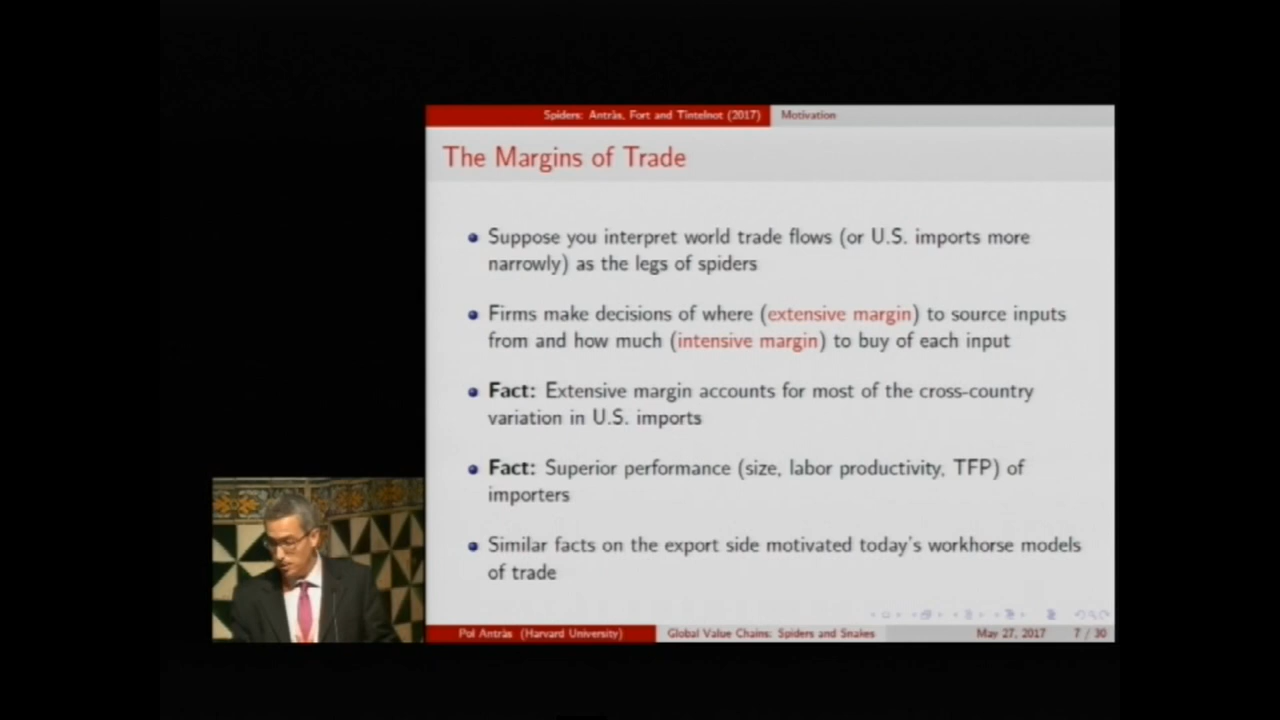 Spiders: Antràs, Fort and Tintelnot (2017) Motivation
The Margins of Trade
Suppose you interpret world trade flows (or U.S. imports more
narrowly) as the legs of spiders
Firms make decisions of where (extensive margin) to source inputs
from and how much (intensive margin) to buy of each input
Fact: Extensive margin accounts for most of the cross-country
variation in U.S. imports
Fact: Superior performance (size, labor productivity, TFP) of
importers
Similar facts on the export side motivated today's workhorse models
of trade
Pol Antràs (Harvard University) Global Value Chains: Spiders and Snakes May 27, 2017 7 / 30